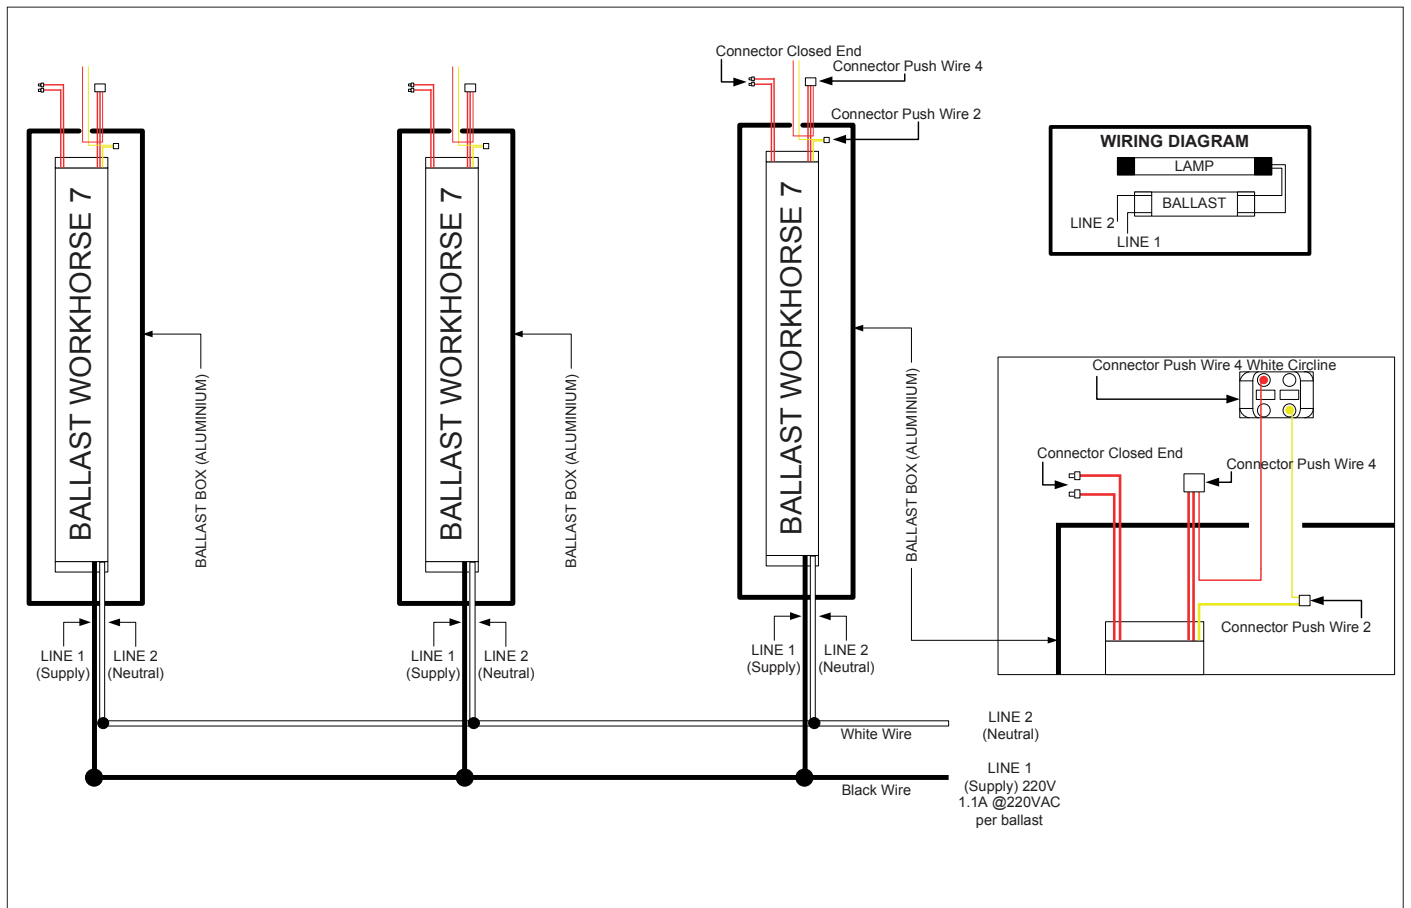 Connector Closed End
Connector Push Wire 4
Connector Push Wire 2
BALLAST WORKHORSE 7
BALLAST WORKHORSE 7
BALLAST WORKHORSE 7
BALLAST BOX (ALUMINIUM)
BALLAST BOX (ALUMINIUM)
BALLAST BOX (ALUMINIUM)
WIRING DIAGRAM
LAMP
BALLAST
LINE 2
LINE 1
Connector Push Wire 4 White Circline
Connector Closed End
Connector Push Wire 4
Connector Push Wire 2
LINE 1
(Supply)
LINE 2
(Neutral)
LINE 1
(Supply)
LINE 2
(Neutral)
LINE 1
(Supply)
LINE 2
(Neutral)
White Wire
LINE 2
(Neutral)
Black Wire
LINE 1
(Supply) 220V
1.1A @220VAC
per ballast